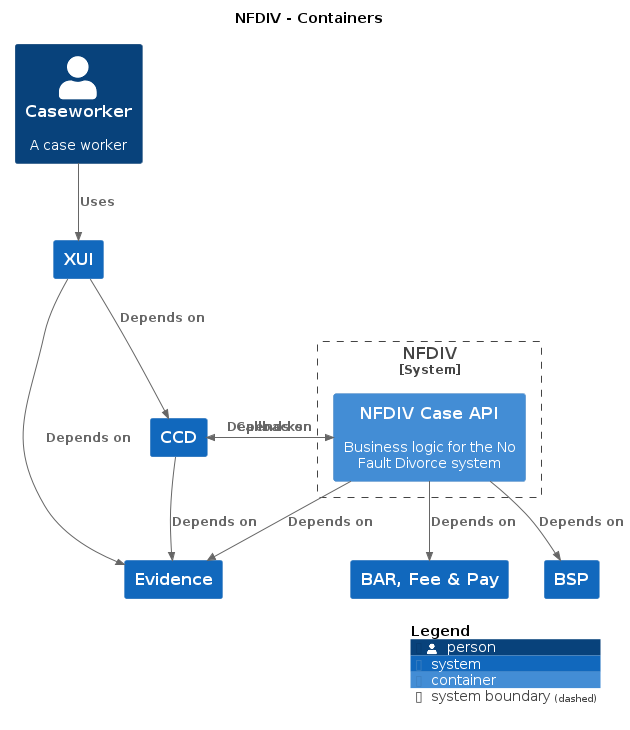 NFDIV - Containers
Caseworker
A case worker
Uses
XUI
Depends on
NFDIV
[System]
NFDIV Case API
Business logic for the No
Fault Divorce system
CCD
Depends on
Callbacks
Depends on
Depends on
Depends on
Depends on
Depends on
Evidence
BAR, Fee & Pay
BSP
Legend
person
system
container
system boundary (dashed)